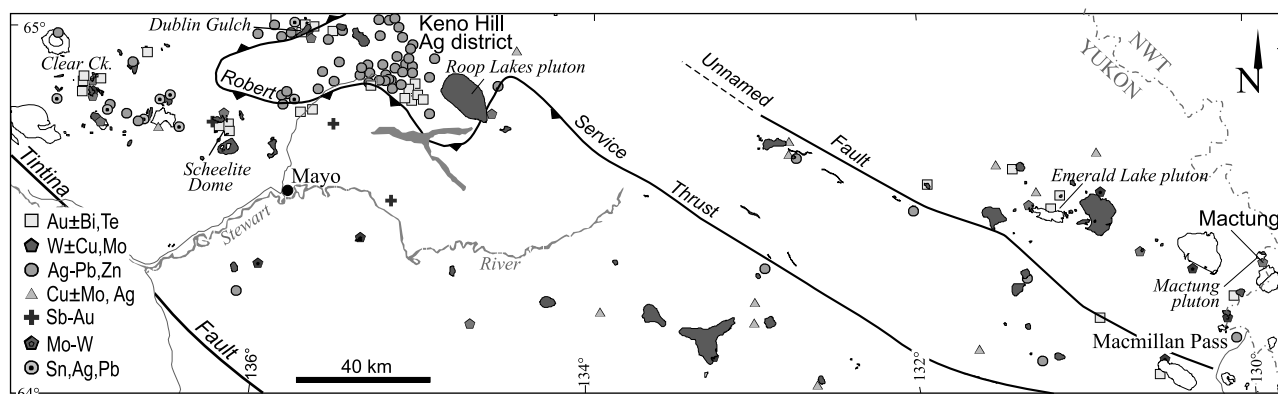 65°
Dublin Gulch
Keno Hill
Ag district
Clear Ck.
Roop Lakes pluton
Roberts
Unnamed
Fault
NWT
YUKON
N
Service
Thrust
Scheelite
Dome
Tintina
Mayo
Stewart
River
Emerald Lake pluton
Mactung
Mactung
pluton
Macmillan Pass
Au±Bi,Te
W±Cu,Mo
Ag-Pb,Zn
Cu±Mo, Ag
Sb-Au
Mo-W
Sn,Ag,Pb
Fault
40 km
64°
136°
-134°
132°
-130°